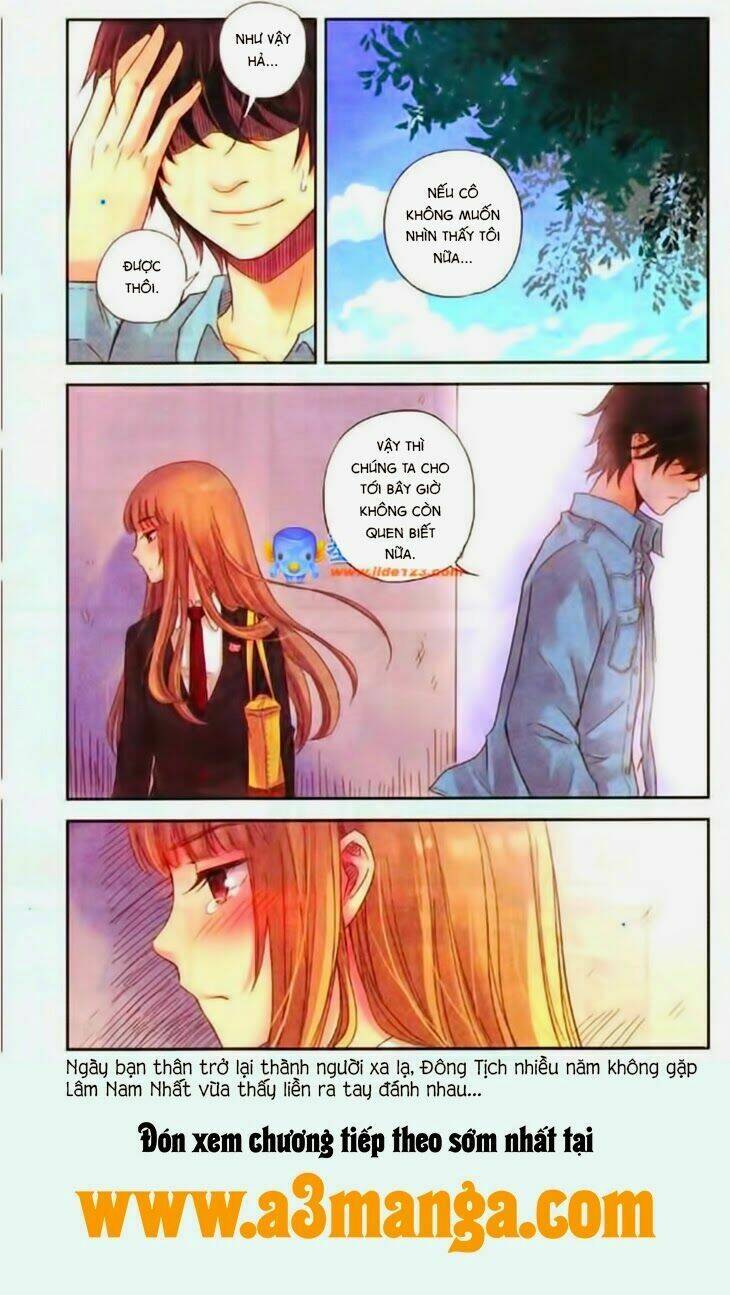 NHƯ VẬY
HẢ...
ĐƯỢC
THÔI.
NẾU CÔ
KHÔNG MUỐN
NHÌN THẤY TÔI
NỮA...
VẬY THÌ
CHÚNG TA CHO
TỚI BÂY GIỜ
KHÔNG CÒN
QUEN BIẾT
NỮA.
www.jide123.com
Ngày bạn thân trở lại thành người xa lạ, Đông Tịch nhiều năm không gặp
Lâm Nam Nhất vừa thấy liền ra tay đánh nhau...
Đón xem chương tiếp theo sớm nhất tại
www.a3manga.com